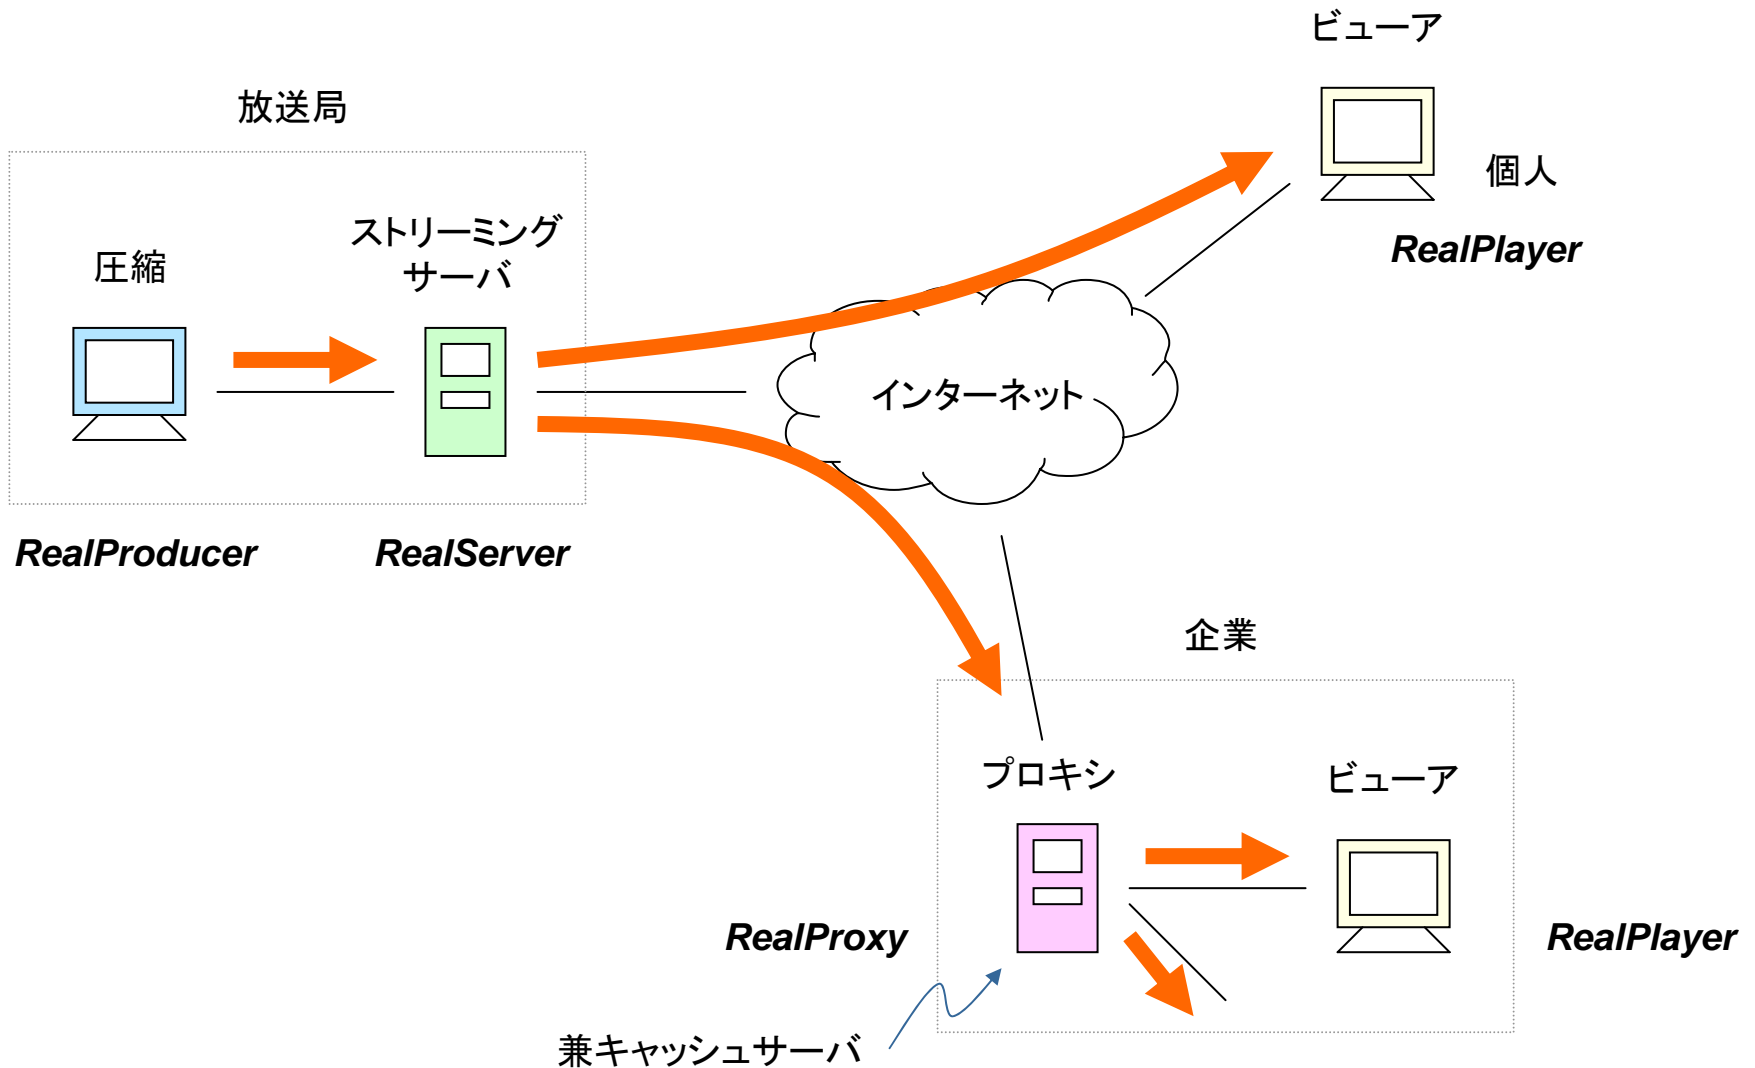 ビューア
放送局
個人
ストリーミング
サーバ
圧縮
RealPlayer
インターネット
RealProducer
RealServer
企業
プロキシ
ビューア
RealProxy
RealPlayer
兼キャッシュサーバ